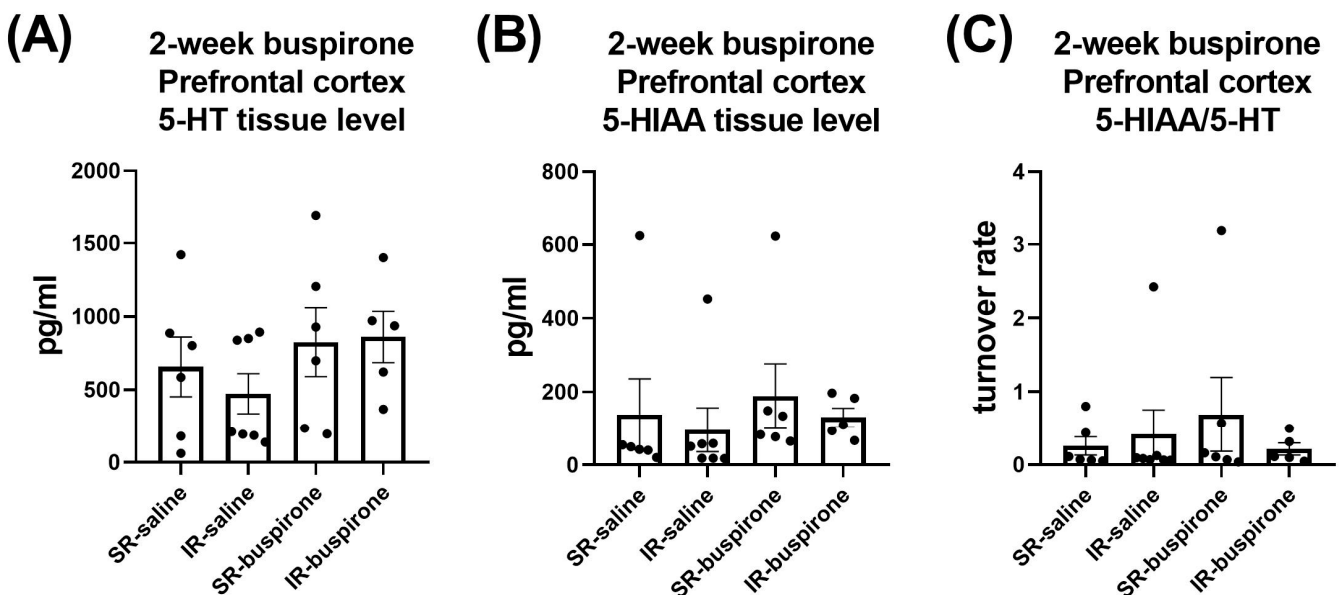 (A)
2-week buspirone
Prefrontal cortex
5-HT tissue level
pg/ml
2000
1500
1000
500
0
SR-saline
IR-saline
SR-buspirone
IR-buspirone
(B)
2-week buspirone
Prefrontal cortex
5-HIAA tissue level
pg/ml
800
600
400
200
0
SR-saline
IR-saline
SR-buspirone
IR-buspirone
(C)
2-week buspirone
Prefrontal cortex
5-HIAA/5-HT
turnover rate
4
3
2
1
0
SR-saline
IR-saline
SR-buspirone
IR-buspirone